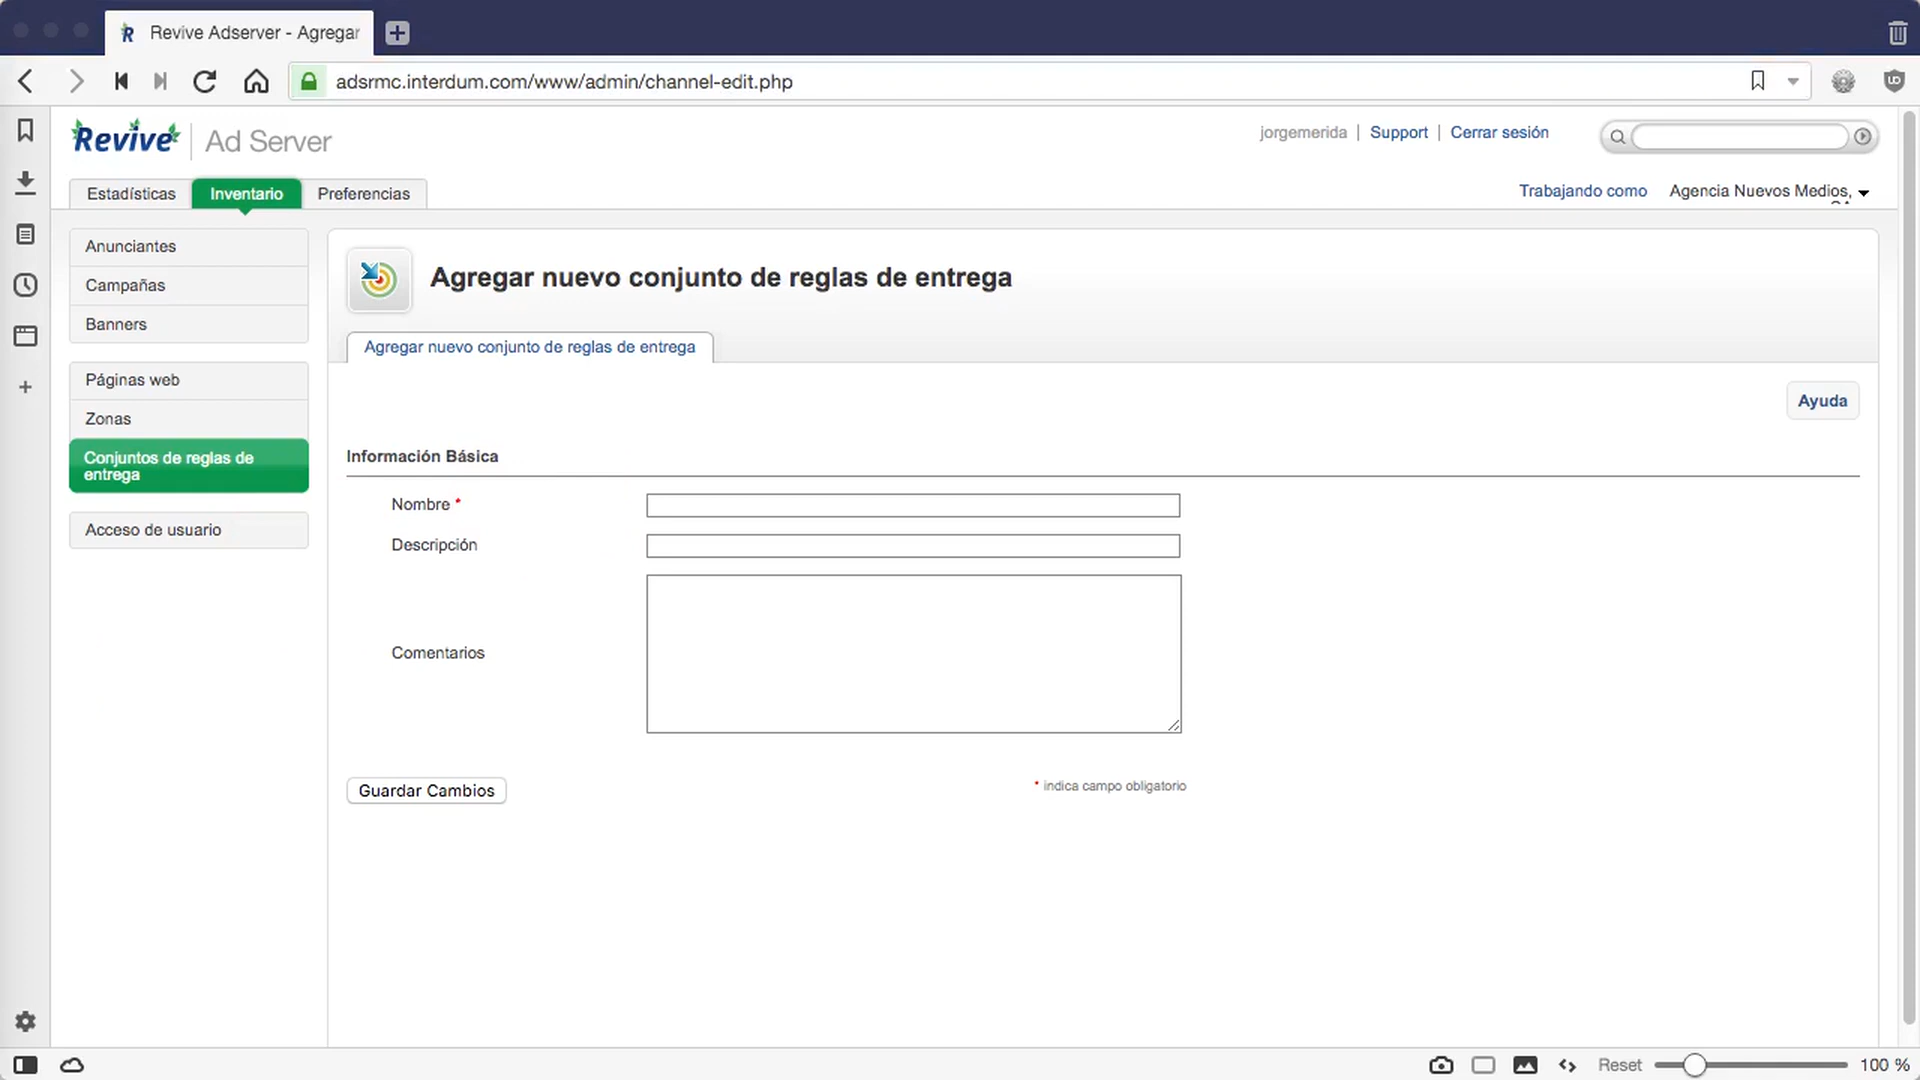 Revive Adserver - Agregar
adsrmc.interdum.com/www/admin/channel-edit.php
Revive Ad Server
jorgemerida | Support | Cerrar sesión
Estadísticas Inventario Preferencias
Trabajando como Agencia Nuevos Medios,
Anunciantes
Campañas
Banners
Páginas web
Zonas
Conjuntos de reglas de
entrega
Acceso de usuario
Agregar nuevo conjunto de reglas de entrega
Agregar nuevo conjunto de reglas de entrega
Ayuda
Información Básica
Nombre *
Descripción
Comentarios
Guardar Cambios
* indica campo obligatorio
Reset 100 %